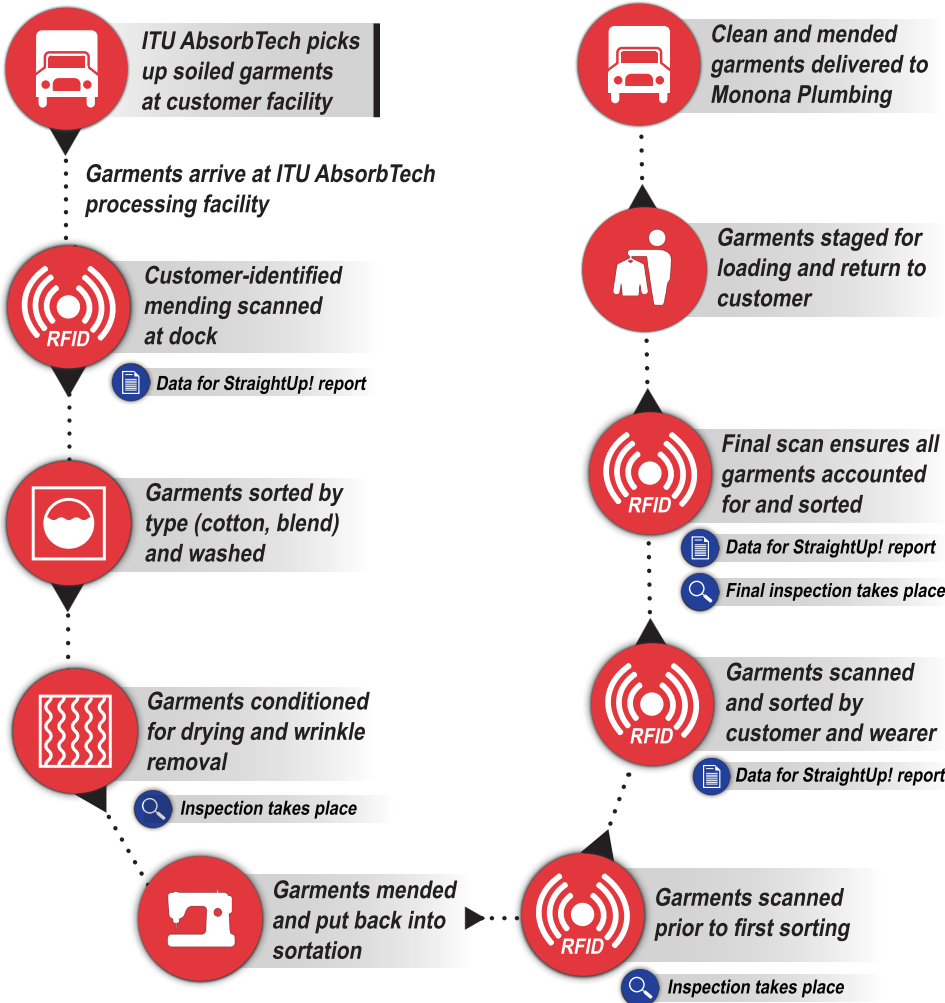 ITU AbsorbTech picks
up soiled garments
at customer facility
Garments arrive at ITU AbsorbTech
processing facility
RFID
Customer-identified
mending scanned
at dock
Data for StraightUp! report
Garments sorted by
type (cotton, blend)
and washed
Garments conditioned
for drying and wrinkle
removal
Inspection takes place
Garments mended
and put back into
sortation
RFID
Garments scanned
prior to first sorting
Inspection takes place
RFID
Garments scanned
and sorted by
customer and wearer
Data for StraightUp! report
RFID
Final scan ensures all
garments accounted
for and sorted
Data for StraightUp! report
Final inspection takes place
Garments staged for
loading and return to
customer
Clean and mended
garments delivered to
Monona Plumbing